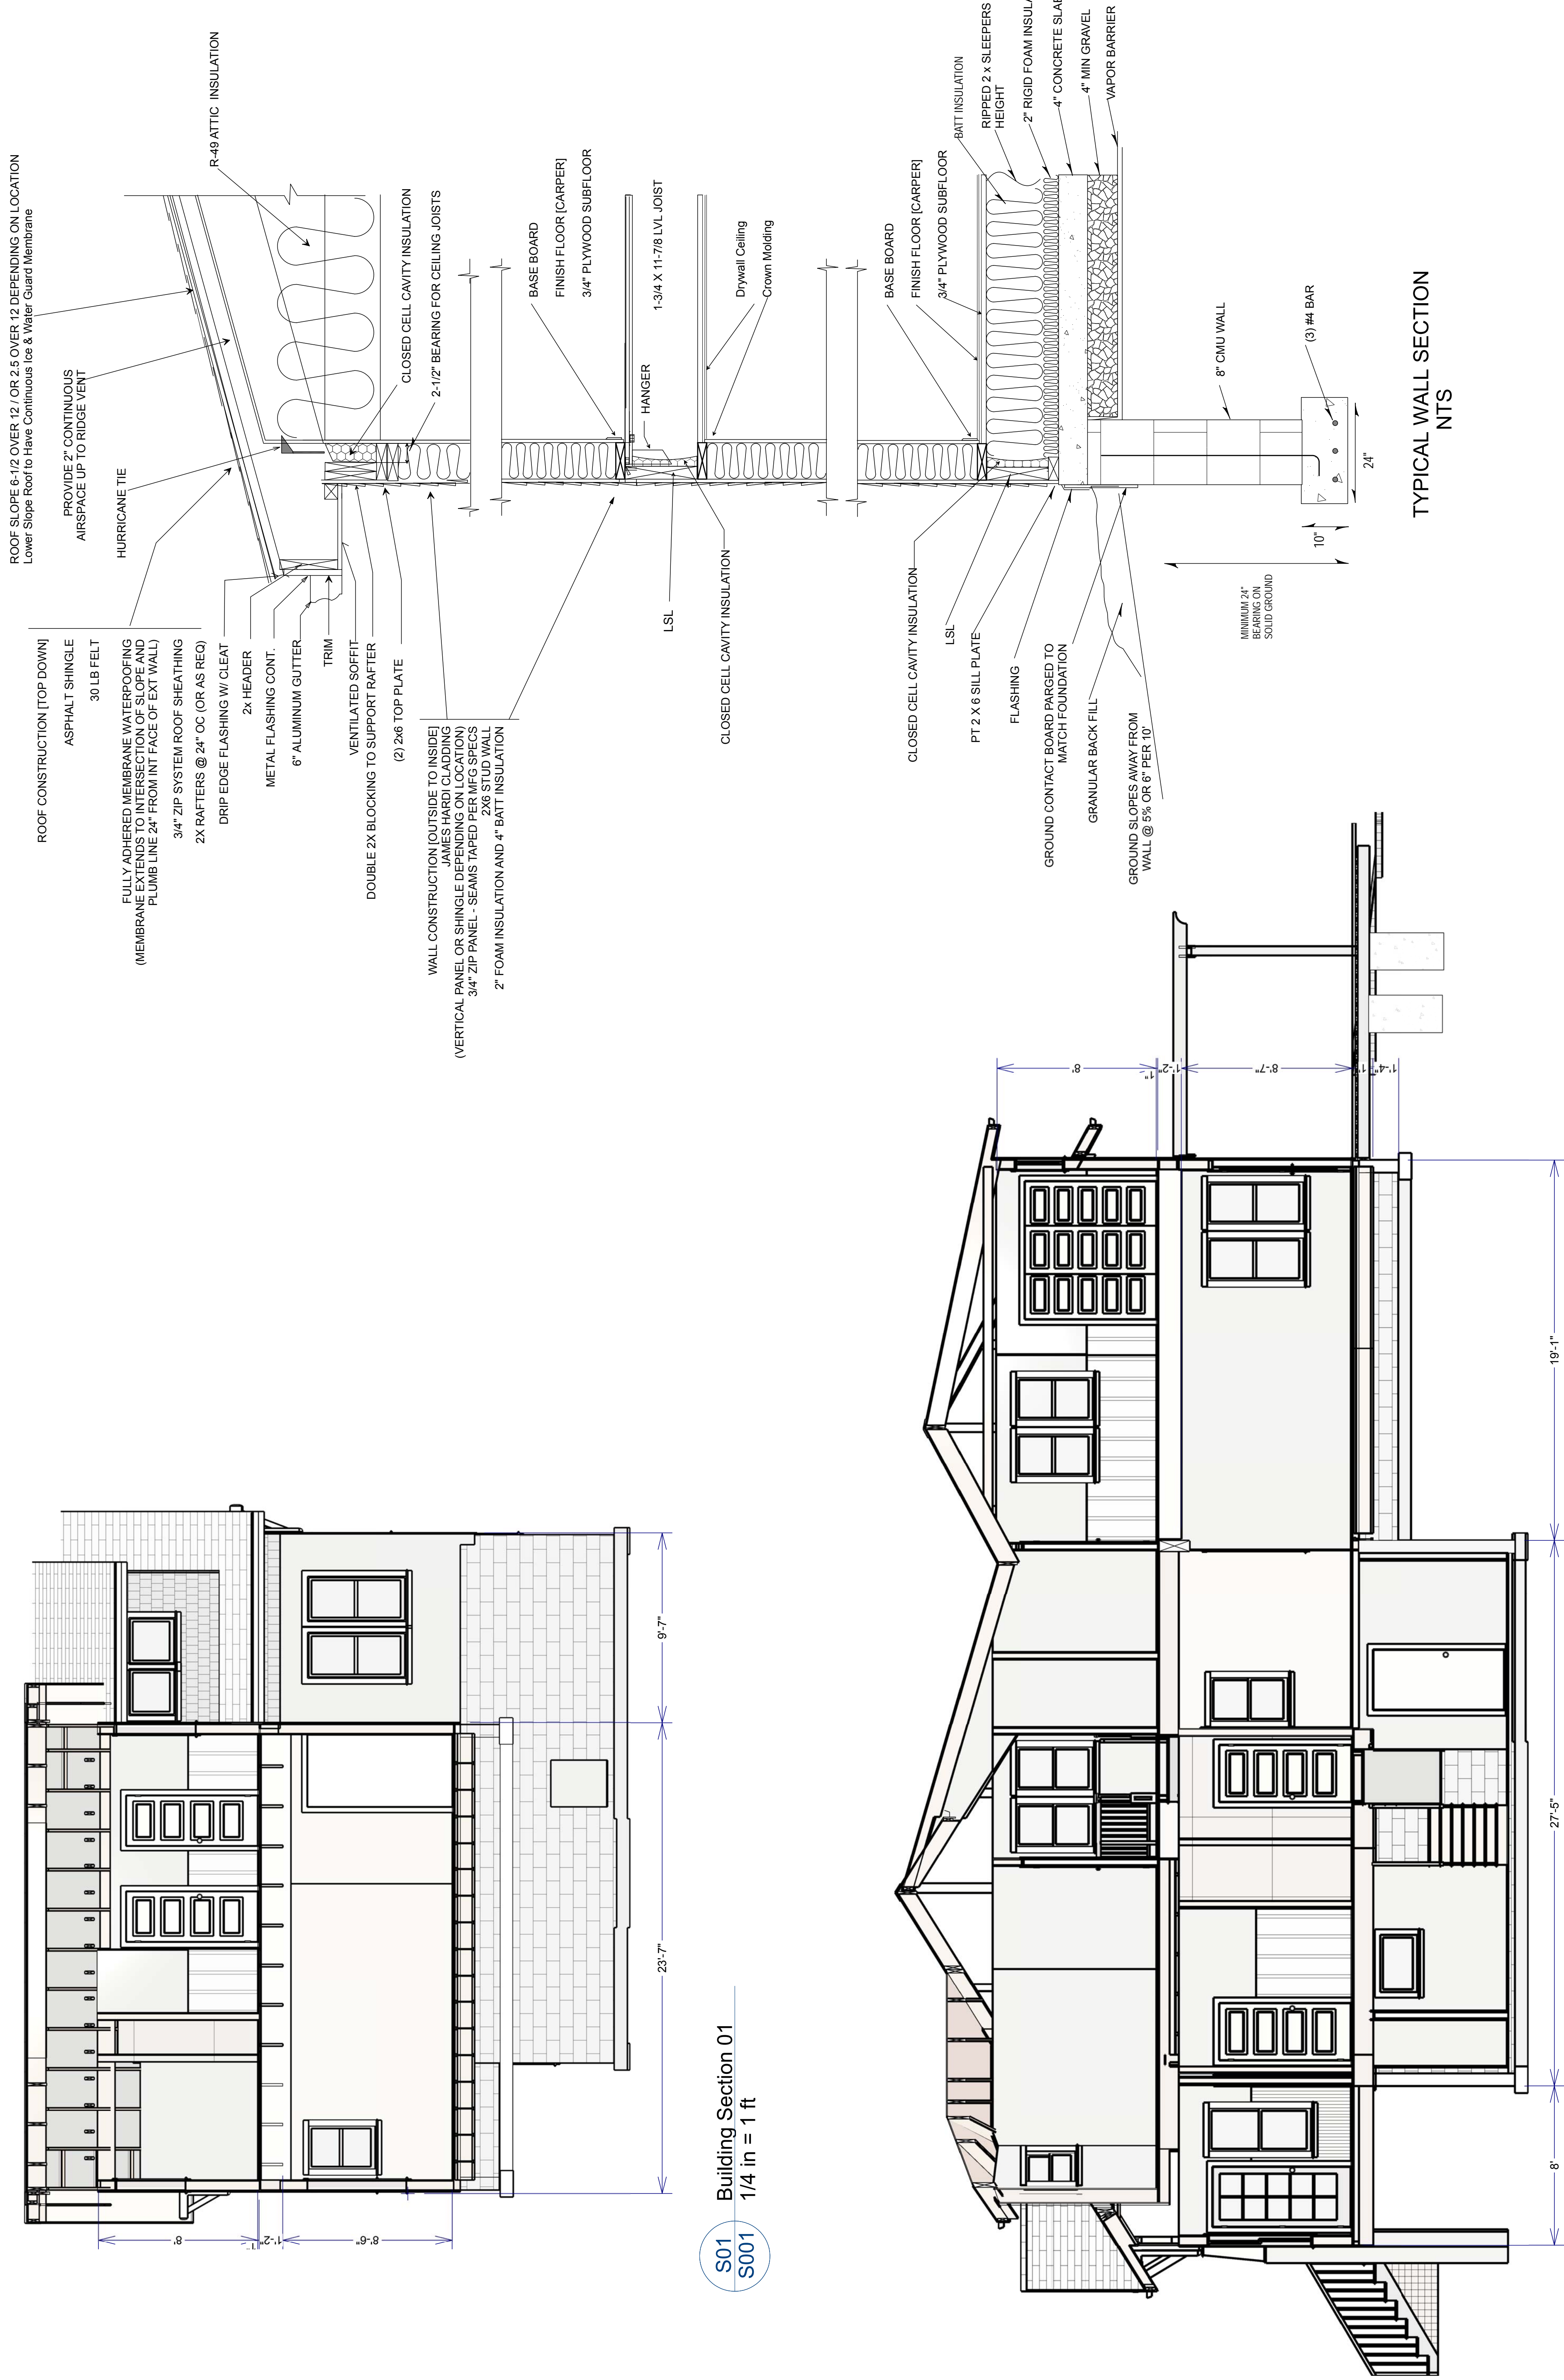 ROOF SLOPE 6-1/2 OVER 12 / OR 2.5 OVER 12 DEPENDING ON LOCATION
Lower Slope Roof to Have Continuous Ice & Water Guard Membrane
PROVIDE 2" CONTINUOUS
AIRSPACE UP TO RIDGE VENT
HURRICANE TIE
R-49 ATTIC INSULATION
ROOF CONSTRUCTION [TOP DOWN]
ASPHALT SHINGLE
30 LB FELT
FULLY ADHERED MEMBRANE WATERPOOFING
(MEMBRANE EXTENDS TO INTERSECTION OF SLOPE AND
PLUMB LINE 24" FROM INT FACE OF EXT WALL)
3/4" ZIP SYSTEM ROOF SHEATHING
2X RAFTERS @ 24" OC (OR AS REQ)
DRIP EDGE FLASHING W/ CLEAT
2x HEADER
METAL FLASHING CONT.
6" ALUMINUM GUTTER
TRIM
VENTILATED SOFFIT
DOUBLE 2X BLOCKING TO SUPPORT RAFTER
(2) 2x6 TOP PLATE
CLOSED CELL CAVITY INSULATION
2-1/2" BEARING FOR CEILING JOISTS
WALL CONSTRUCTION [OUTSIDE TO INSIDE]
JAMES HARDI CLADDING
(VERTICAL PANEL OR SHINGLE DEPENDING ON LOCATION)
3/4" ZIP PANEL - SEAMS TAPED PER MFG SPECS
2X6 STUD WALL
2" FOAM INSULATION AND 4" BATT INSULATION
BASE BOARD
FINISH FLOOR [CARPER]
3/4" PLYWOOD SUBFLOOR
HANGER
1-3/4 X 11-7/8 LVL JOIST
LSL
Drywall Ceiling
Crown Molding
CLOSED CELL CAVITY INSULATION
BASE BOARD
FINISH FLOOR [CARPER]
3/4" PLYWOOD SUBFLOOR
BATT INSULATION
RIPPED 2 x SLEEPERS
HEIGHT
2" RIGID FOAM
4" CONCRETE
4" MIN GRAVEL
VAPOR BARRIER
CLOSED CELL CAVITY INSULATION
LSL
PT 2 X 6 SILL PLATE
FLASHING
GROUND CONTACT BOARD PARGED TO
MATCH FOUNDATION
GRANULAR BACK FILL
GROUND SLOPES AWAY FROM
WALL @ 5% OR 6" PER 10'
8" CMU WALL
(3) #4 BAR
24"
10"
MINIMUM 24"
BEARING ON
SOLID GROUND
TYPICAL WALL SECTION
NTS
8'
1"
1'-2"
8'-6"
23'-7"
9'-7"
S01
S001
Building Section 01
1/4 in = 1 ft
8'
1"
1'-2"
8'-7"
1'
1'-4"
8'
27'-5"
19'-1"